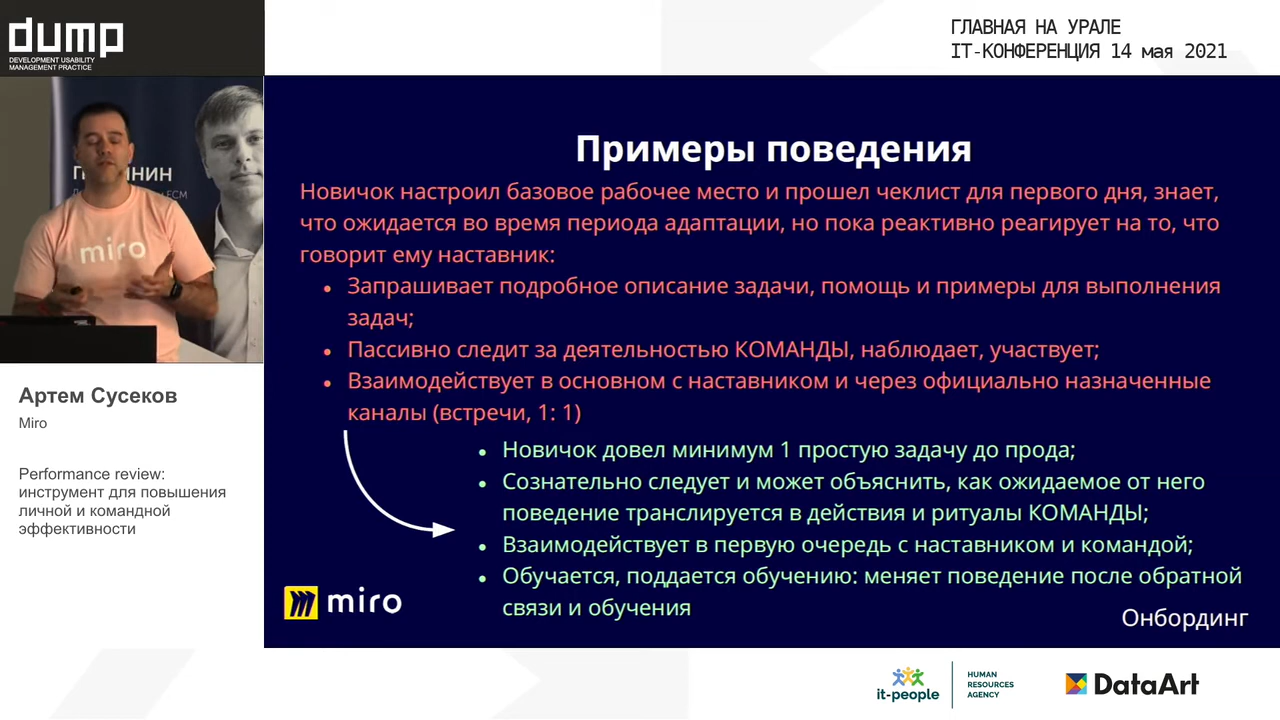 dump
DEVELOPMENT USABILITY
MANAGEMENT PRACTICE
ГЛАВНАЯ НА УРАЛЕ
IT-КОНФЕРЕНЦИЯ 14 мая 2021
miro
Артем Сусеков
Miro
Performance review:
инструмент для повышения
личной и командной
эффективности
Примеры поведения
Новичок настроил базовое рабочее место и прошел чеклист для первого дня, знает,
что ожидается во время периода адаптации, но пока реактивно реагирует на то, что
говорит ему наставник:
• Запрашивает подробное описание задачи, помощь и примеры для выполнения
задач;
• Пассивно следит за деятельностью КОМАНДЫ, наблюдает, участвует;
• Взаимодействует в основном с наставником и через официально назначенные
каналы (встречи, 1: 1)
• Новичок довел минимум 1 простую задачу до прода;
• Сознательно следует и может объяснить, как ожидаемое от него
поведение транслируется в действия и ритуалы КОМАНДЫ;
• Взаимодействует в первую очередь с наставником и командой;
• Обучается, поддается обучению: меняет поведение после обратной
связи и обучения
miro
Онбординг
it-people
HUMAN
RESOURCES
AGENCY
DataArt